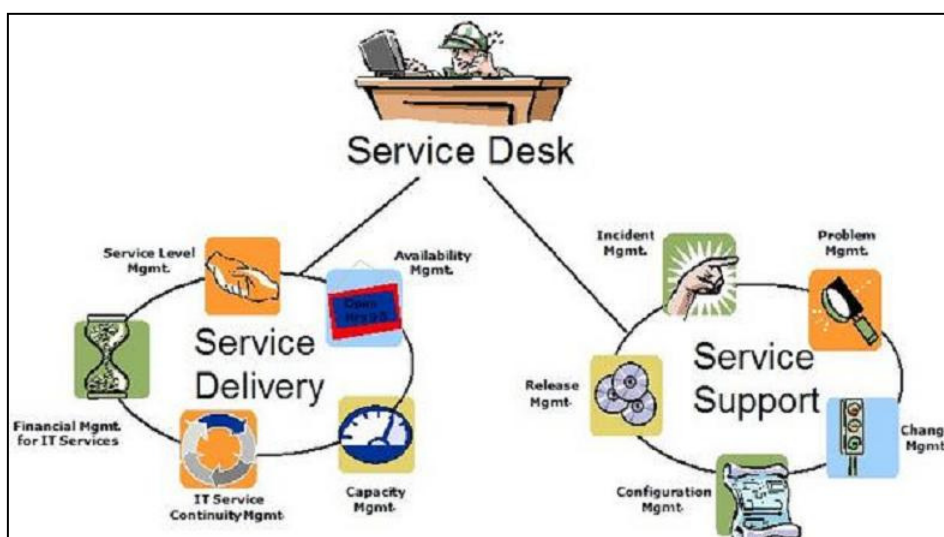 Service Desk
Service Level
Mgmt.
Availability
Mgmt.
Service
Delivery
Financial Mgmt.
for IT Services
IT Service
Continuity Mgmt.
Capacity
Mgmt.
Incident
Mgmt.
Problem
Mgmt.
Service
Support
Release
Mgmt.
Chang
Mgmt
Configuration
Mgmt.